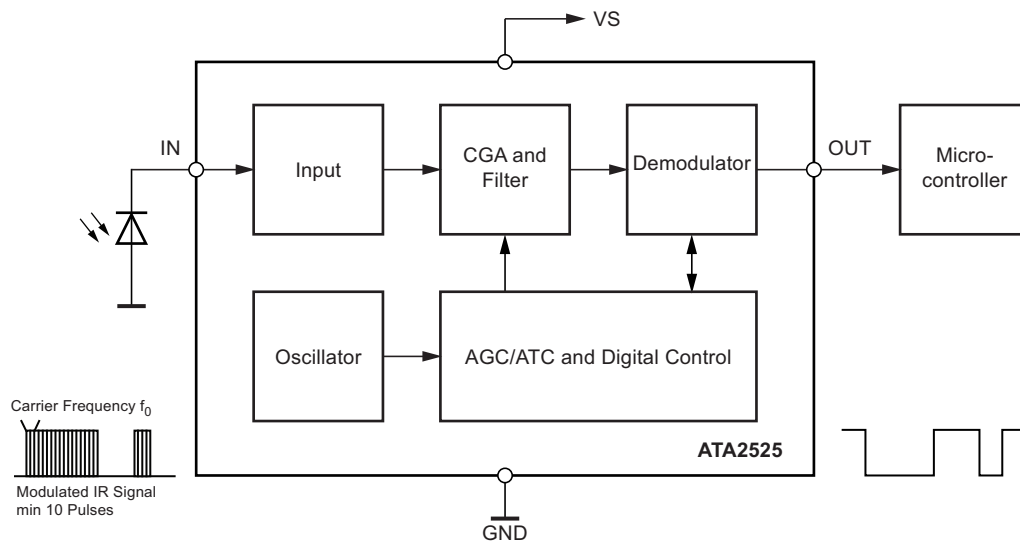 VS
IN
Input
CGA and
Filter
Demodulator
OUT
Micro-
controller
Oscillator
AGC/ATC and Digital Control
Carrier Frequency f0
ATA2525
Modulated IR Signal
min 10 Pulses
GND